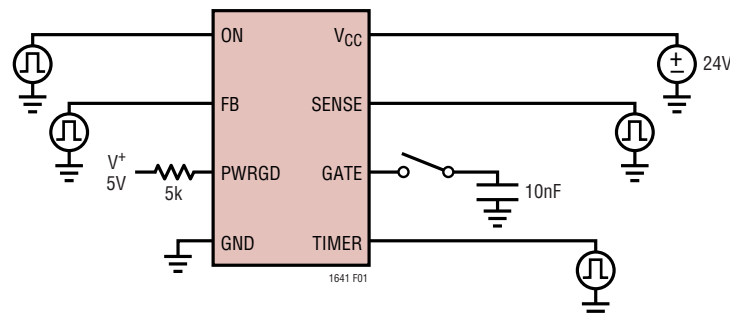 ON
VCC
24V
FB
SENSE
V+
5V
5k
PWRGD
GATE
10nF
GND
TIMER
1641 F01